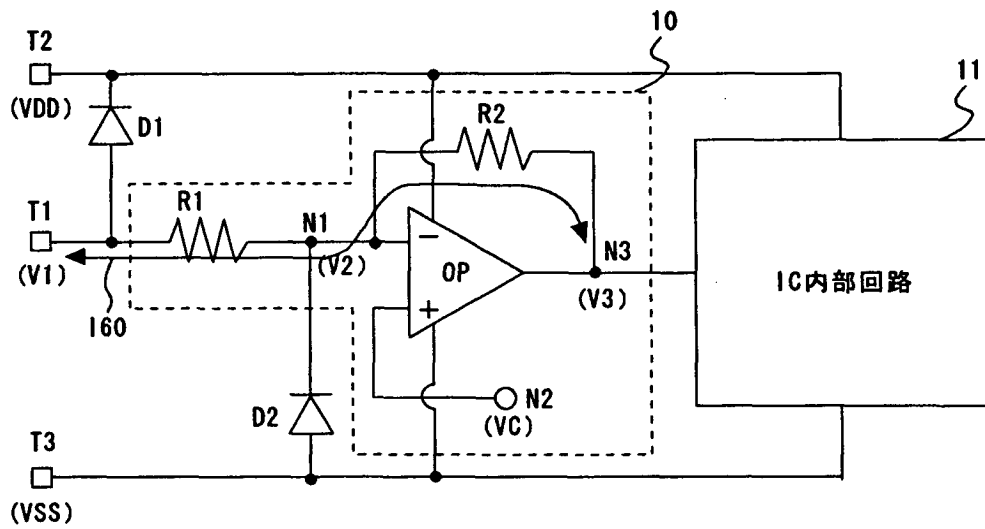 10
T2
11
(VDD)
D1
R2
T1
R1
N1
N3
(V1)
(V2)
−
OP
+
(V3)
IC内部回路
I60
N2
(VC)
D2
T3
(VSS)